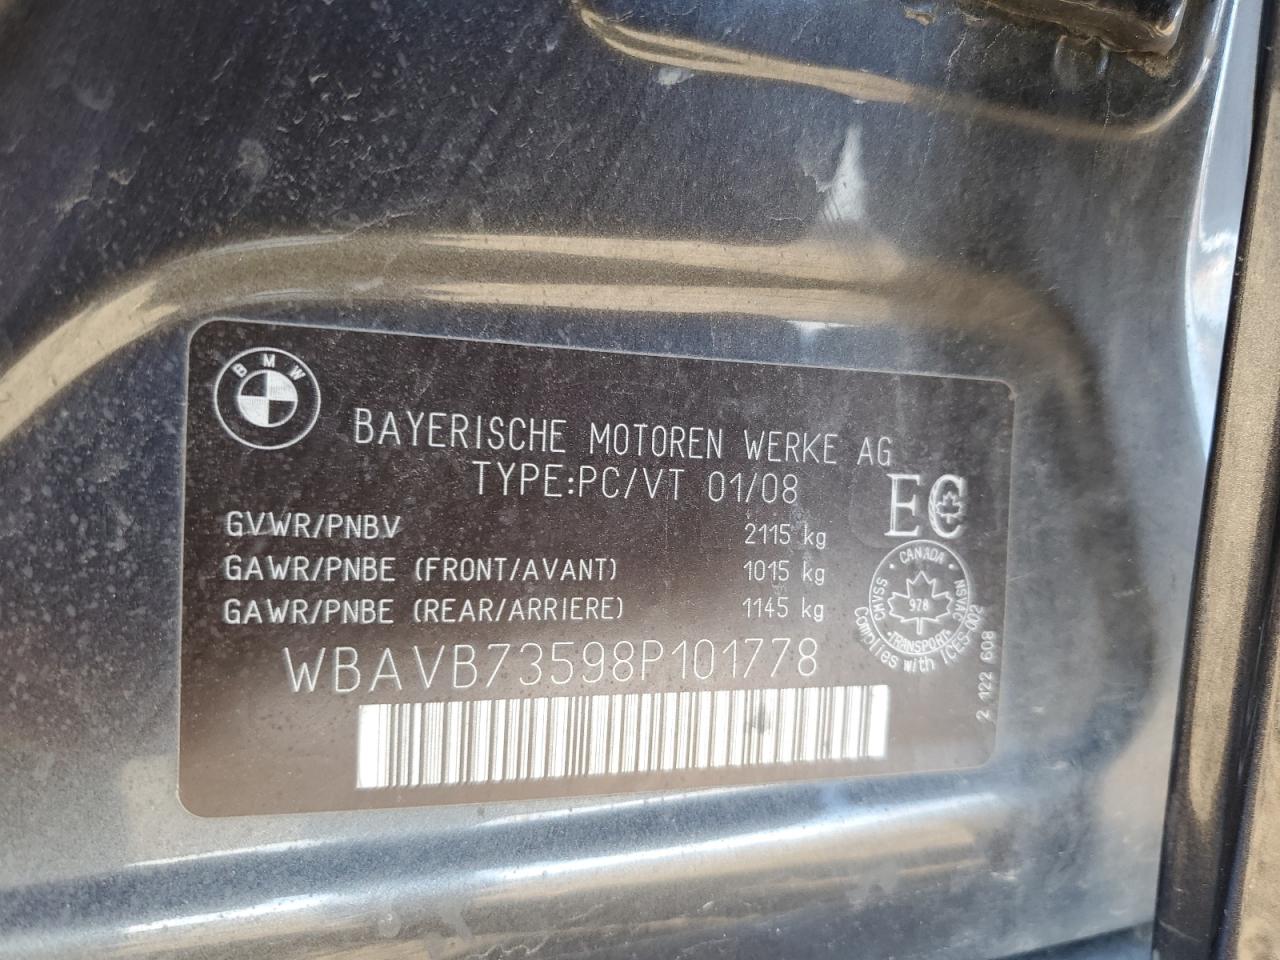 BMW
BAYERISCHE MOTOREN WERKE AG
TYPE:PC/VT 01/08
GVWR/PNBV 2115 kg
GAWR/PNBE (FRONT/AVANT) 1015 kg
GAWR/PNBE (REAR/ARRIERE) 1145 kg
WBAVB73598P101778
EC
CANADA
CMVSS
NSVAC
978
TRANSPORT
Complies with ICES-002
2 122 608